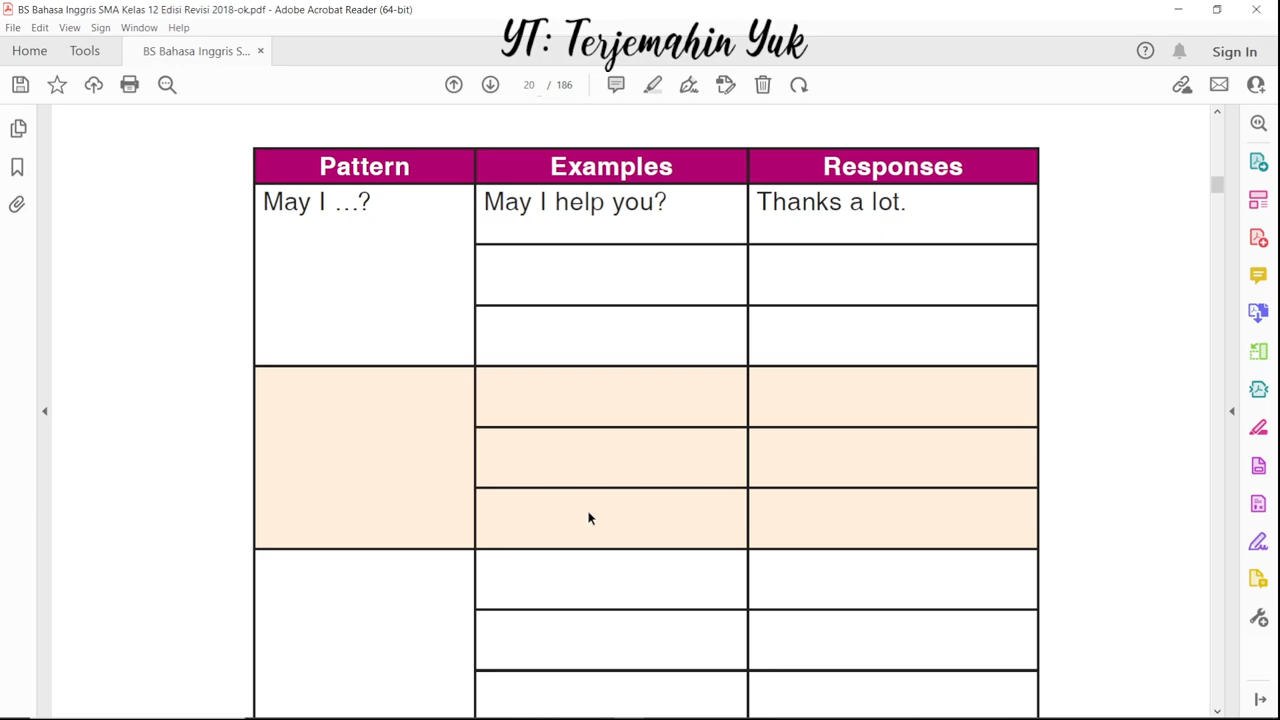 BS Bahasa Inggris SMA Kelas 12 Edisi Revisi 2018-ok.pdf - Adobe Acrobat Reader (64-bit)
YT: Terjemahin Yuk
File Edit View Sign Window Help
Home Tools BS Bahasa Inggris S... × Sign In
20 / 186
Pattern Examples Responses
May I ...? May I help you? Thanks a lot.